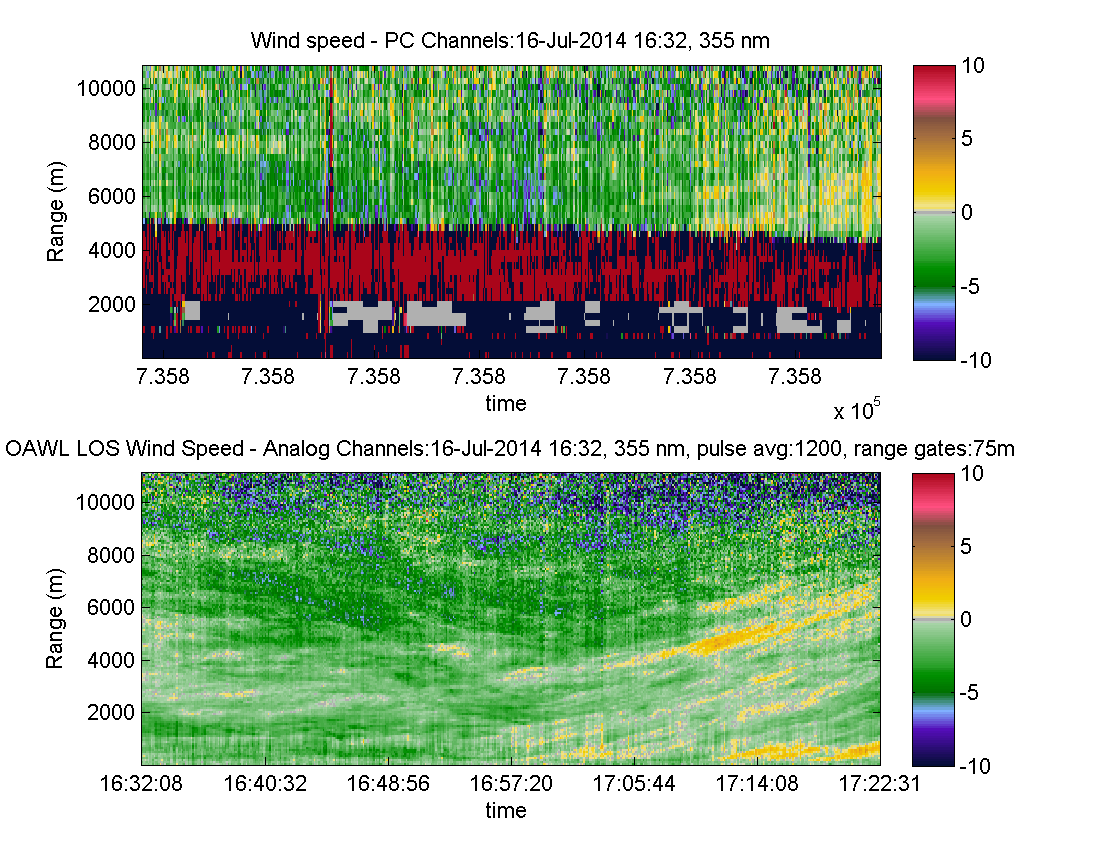 Wind speed - PC Channels:16-Jul-2014 16:32, 355 nm
10000
8000
6000
4000
2000
Range (m)
7.358 7.358 7.358 7.358 7.358 7.358 7.358
time
x 10^5
10
5
0
-5
-10
OAWL LOS Wind Speed - Analog Channels:16-Jul-2014 16:32, 355 nm, pulse avg:1200, range gates:75m
10000
8000
6000
4000
2000
Range (m)
16:32:08 16:40:32 16:48:56 16:57:20 17:05:44 17:14:08 17:22:31
time
10
5
0
-5
-10